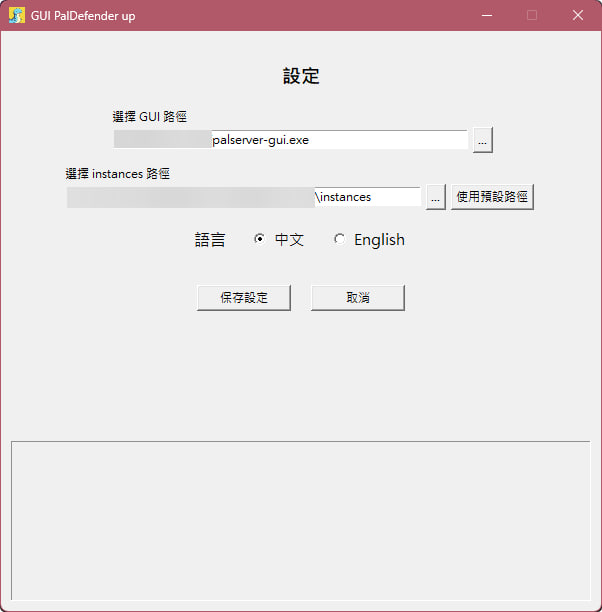 GUI PalDefender up
設定
選擇 GUI 路徑
palserver-gui.exe
...
選擇 instances 路徑
\instances
...
使用預設路徑
語言 中文 English
保存設定 取消